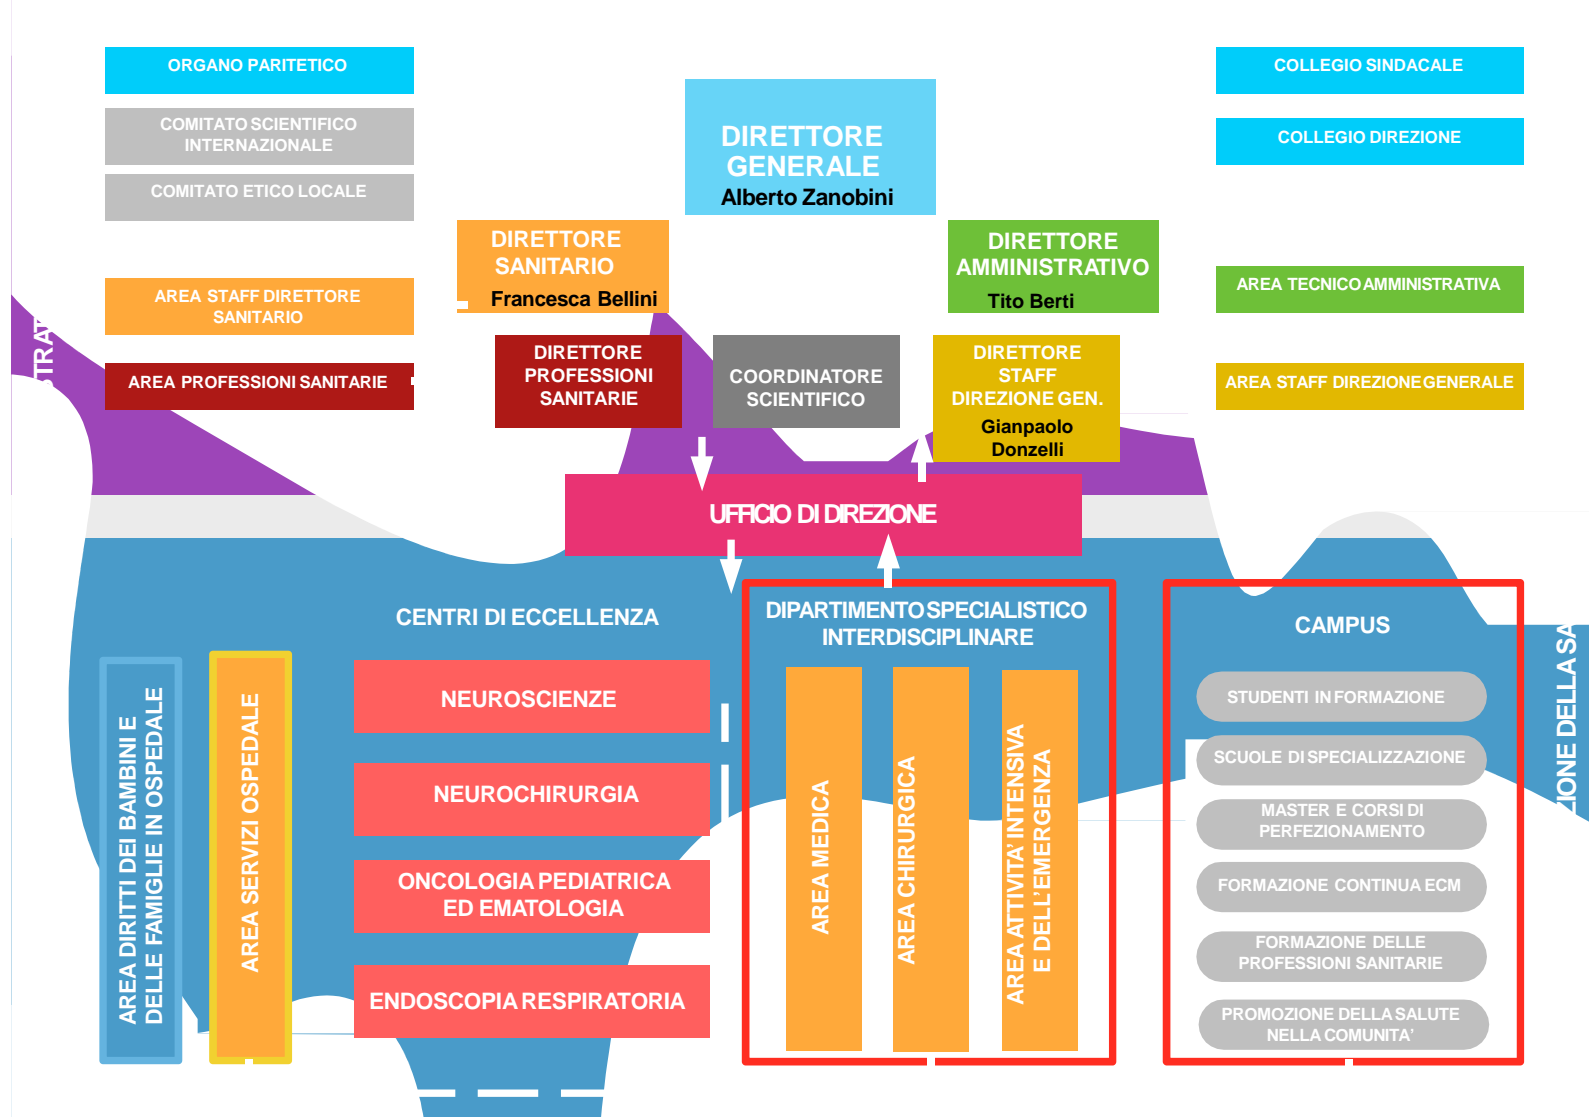 ORGANO PARITETICO
COMITATO SCIENTIFICO
INTERNAZIONALE
COMITATO ETICO LOCALE
COLLEGIO SINDACALE
COLLEGIO DIREZIONE
DIRETTORE
GENERALE
Alberto Zanobini
DIRETTORE
SANITARIO
Francesca Bellini
DIRETTORE
AMMINISTRATIVO
Tito Berti
AREA STAFF DIRETTORE
SANITARIO
AREA PROFESSIONI SANITARIE
AREA TECNICO AMMINISTRATIVA
AREA STAFF DIREZIONE GENERALE
DIRETTORE
PROFESSIONI
SANITARIE
COORDINATORE
SCIENTIFICO
DIRETTORE
STAFF
DIREZIONE GEN.
Gianpaolo
Donzelli
UFFICIO DI DIREZIONE
CENTRI DI ECCELLENZA
DIPARTIMENTO SPECIALISTICO
INTERDISCIPLINARE
CAMPUS
AREA DIRITTI DEI BAMBINI E
DELLE FAMIGLIE IN OSPEDALE
AREA SERVIZI OSPEDALE
NEUROSCIENZE
NEUROCHIRURGIA
ONCOLOGIA PEDIATRICA
ED EMATOLOGIA
ENDOSCOPIA RESPIRATORIA
AREA MEDICA
AREA CHIRURGICA
AREA ATTIVITA' INTENSIVA
E DELL'EMERGENZA
STUDENTI IN FORMAZIONE
SCUOLE DI SPECIALIZZAZIONE
MASTER E CORSI DI
PERFEZIONAMENTO
FORMAZIONE CONTINUA ECM
FORMAZIONE DELLE
PROFESSIONI SANITARIE
PROMOZIONE DELLA SALUTE
NELLA COMUNITA'
DELLA